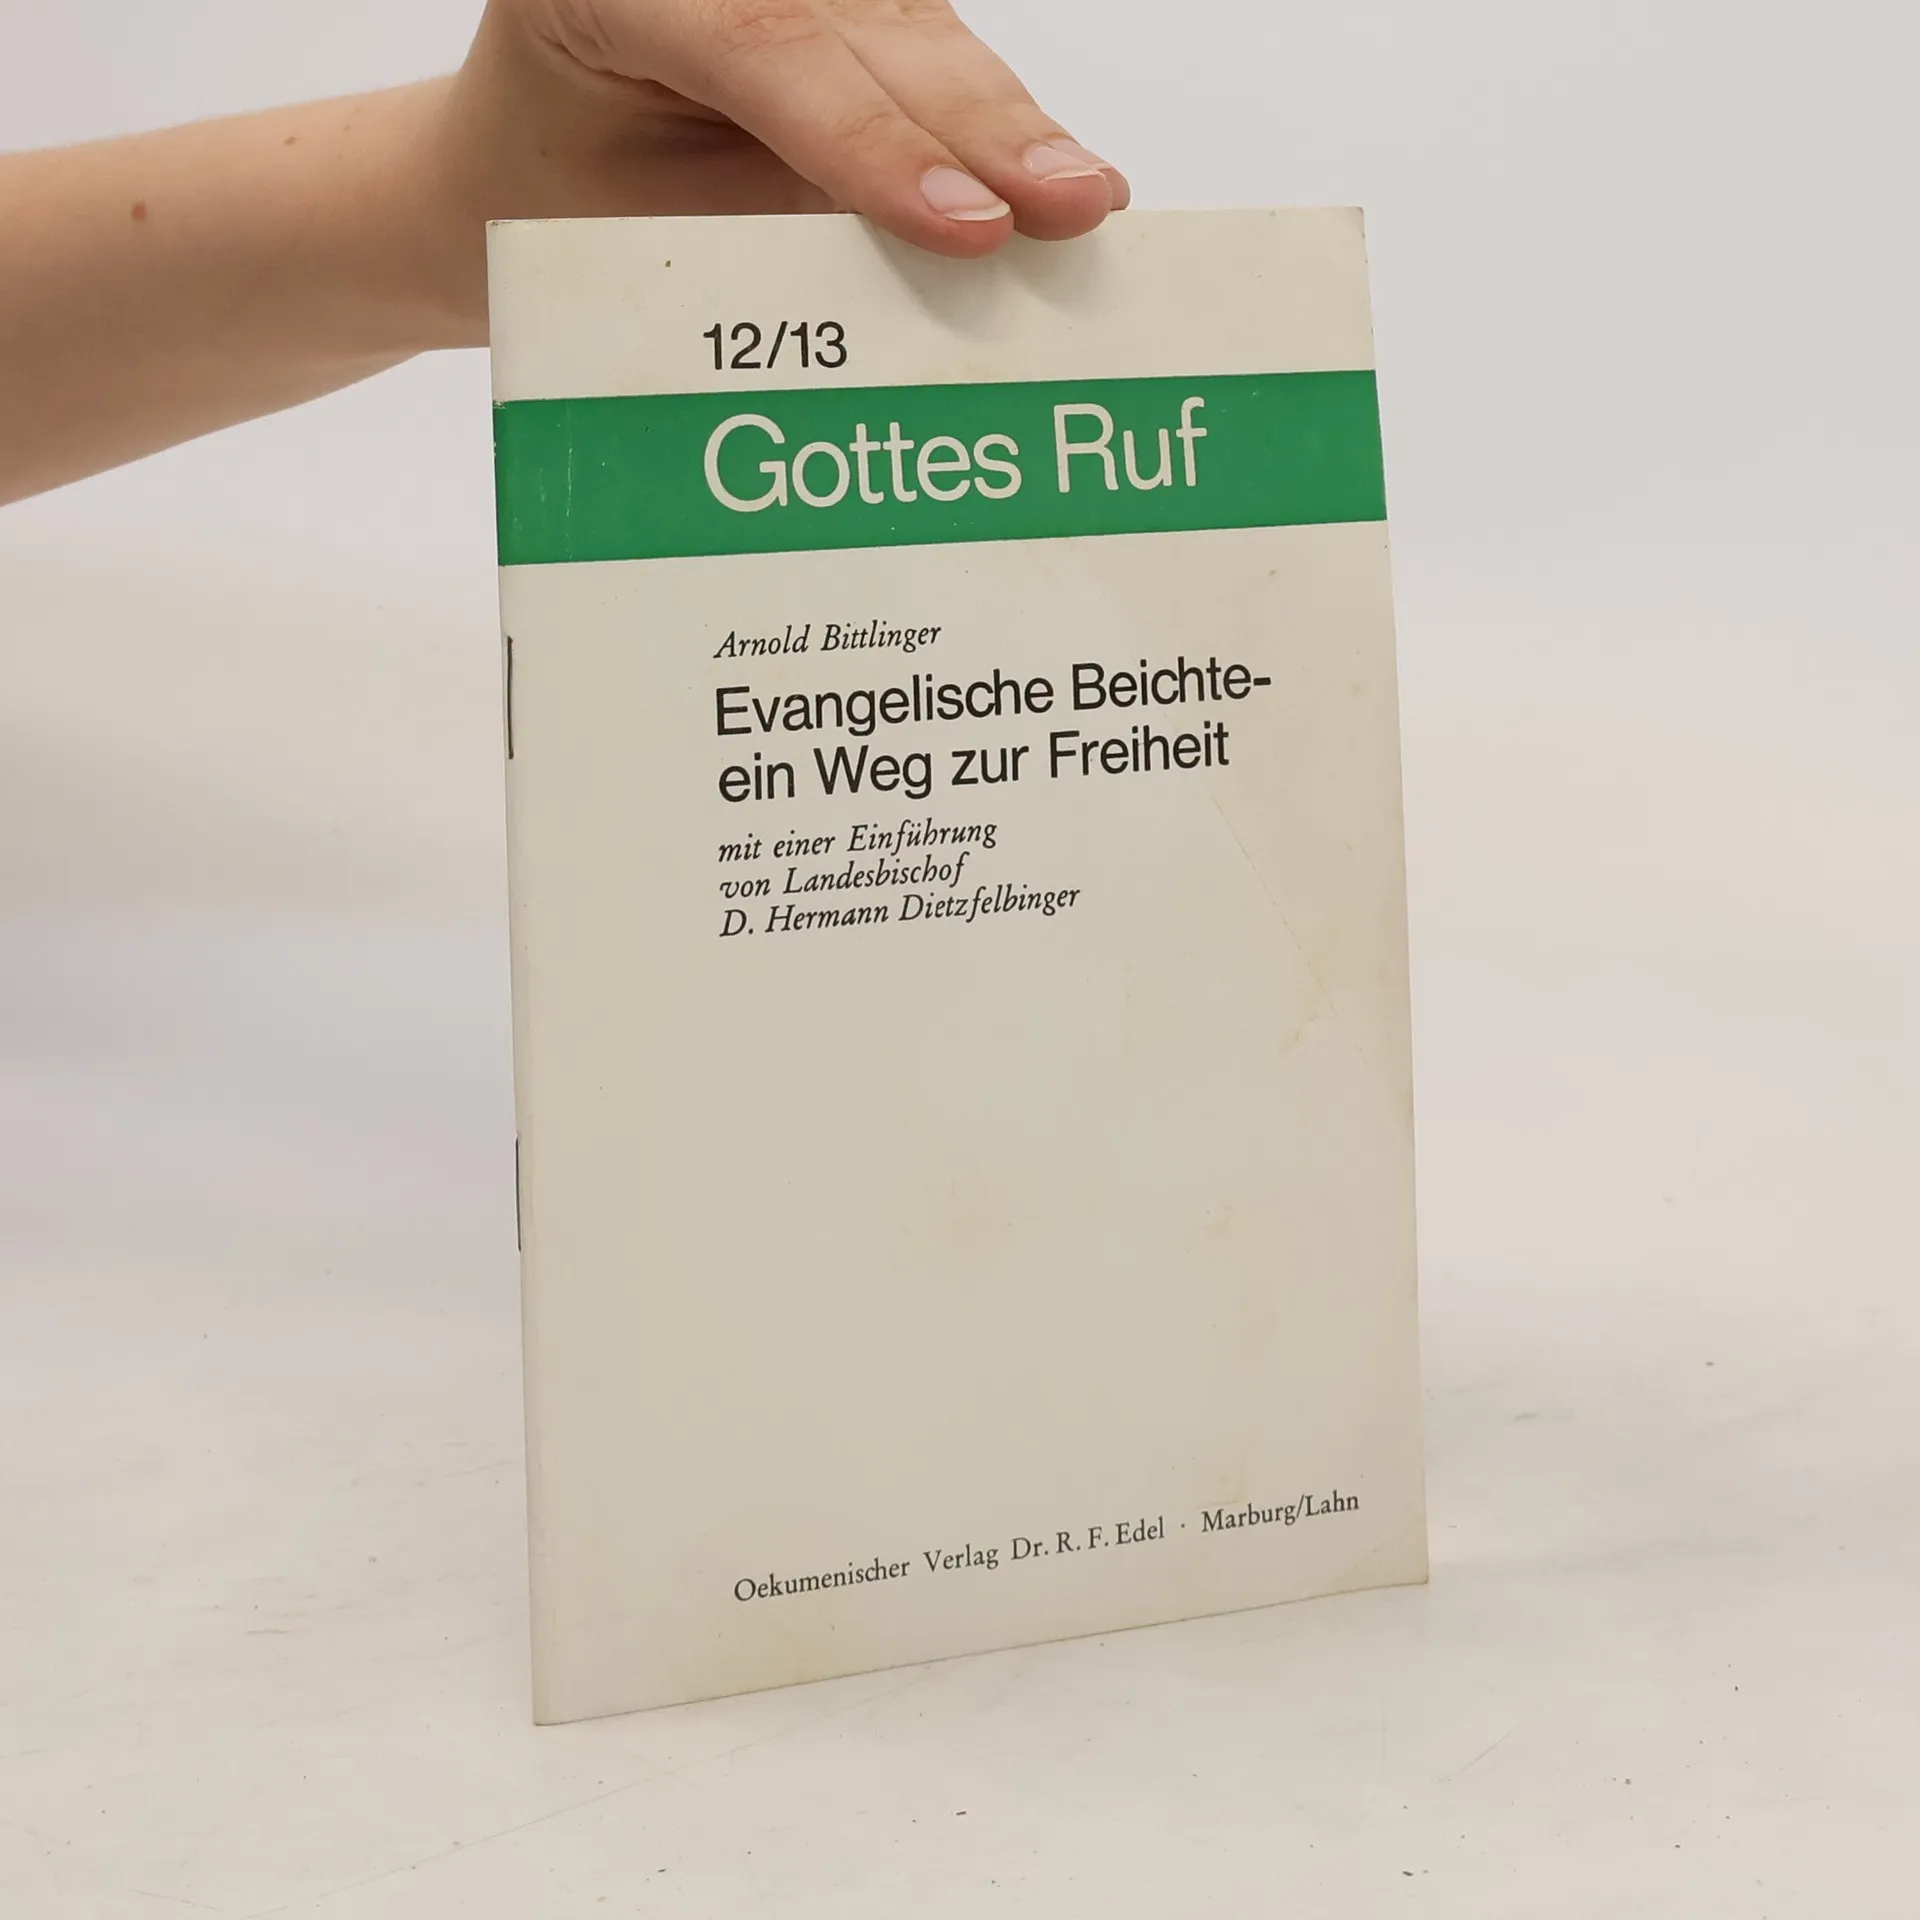 12/13
Gottes Ruf
Arnold Bittlinger
Evangelische Beichte-
ein Weg zur Freiheit
mit einer Einführung
von Landesbischof
D. Hermann Dietzfelbinger
Oekumenischer Verlag Dr. R. F. Edel · Marburg/Lahn